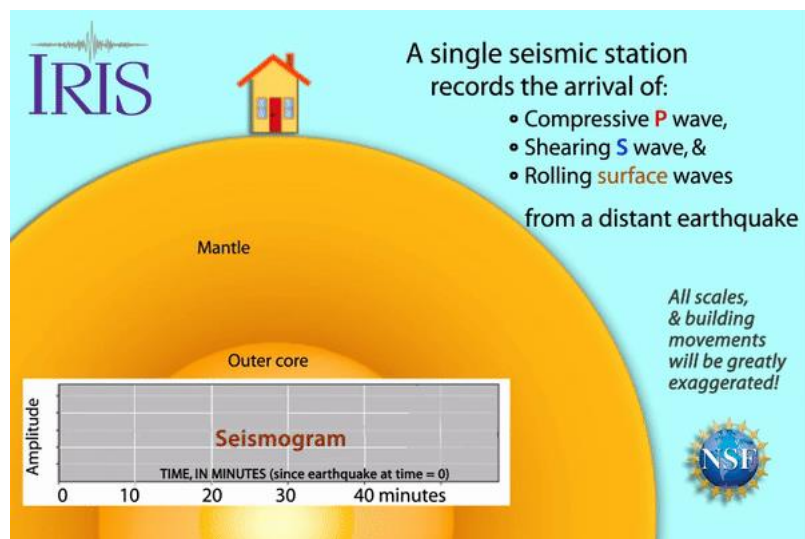 IRIS
A single seismic station
records the arrival of:
• Compressive P wave,
• Shearing S wave, &
• Rolling surface waves
from a distant earthquake
Mantle
All scales,
& building
movements
will be greatly
exaggerated!
Outer core
Amplitude
Seismogram
TIME, IN MINUTES (since earthquake at time = 0)
0 10 20 30 40 minutes
NSF